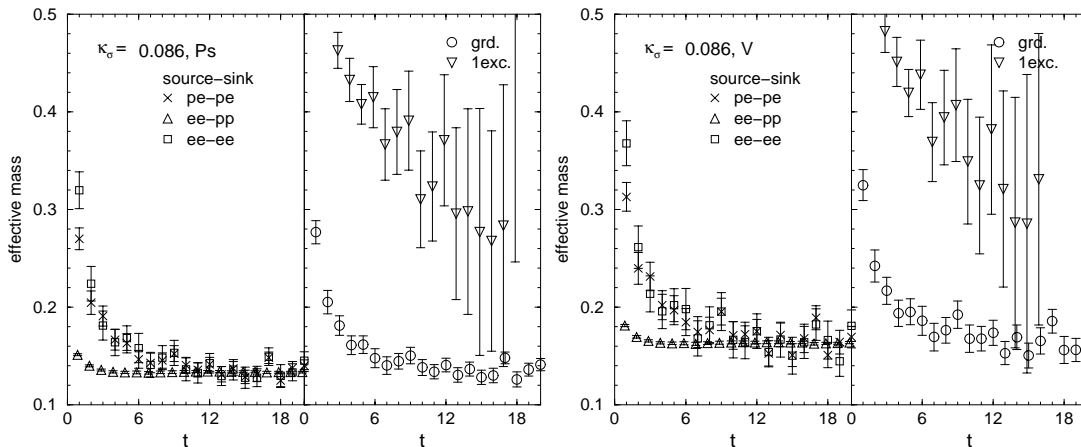 0.5
0.4
0.3
0.2
0.1
effective mass
κσ = 0.086, Ps
source−sink
pe−pe
ee−pp
ee−ee
0 6 12 18
t
grd.
1exc.
0 6 12 18
t
0.5
0.4
0.3
0.2
0.1
effective mass
κσ = 0.086, V
source−sink
pe−pe
ee−pp
ee−ee
0 6 12 18
t
grd.
1exc.
0 6 12 18
t